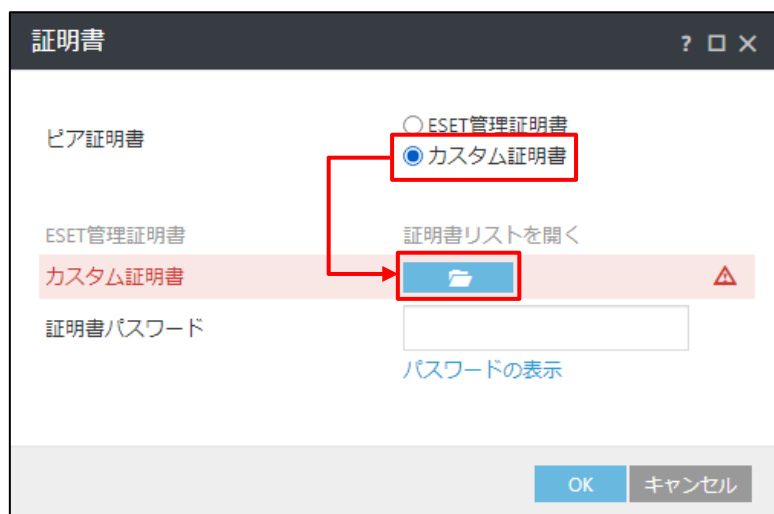 証明書
?
ピア証明書
ESET管理証明書
カスタム証明書
ESET管理証明書 証明書リストを開く
カスタム証明書
証明書パスワード
パスワードの表示
OK キャンセル